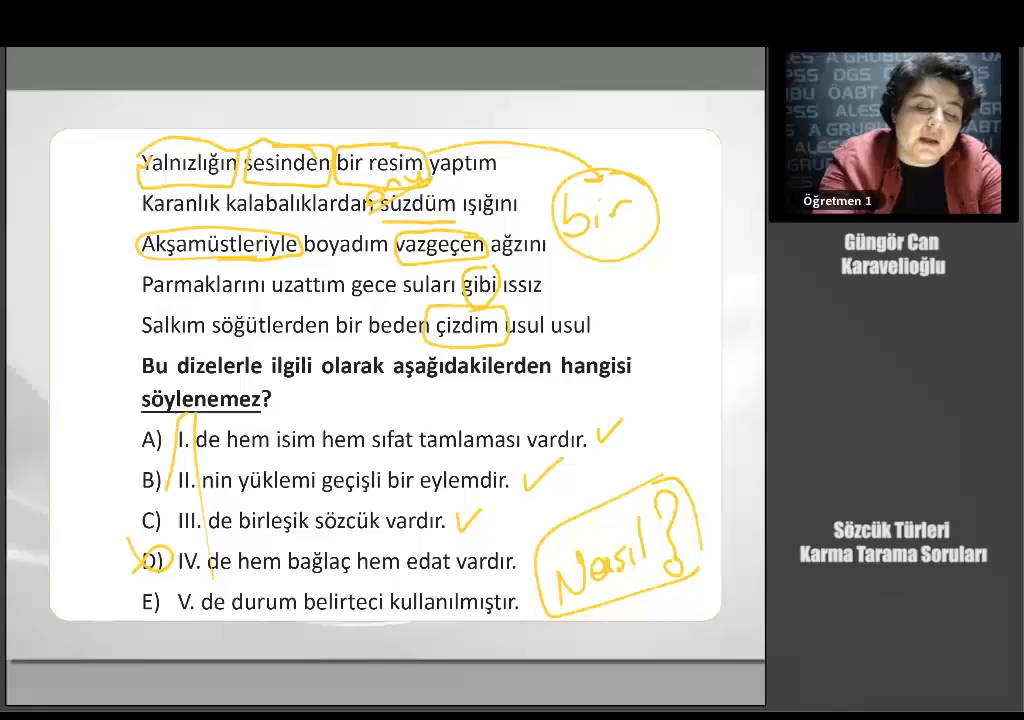 Yalnızlığın sesinden bir resim yaptım
Karanlık kalabalıklardan süzdüm ışığını
Akşamüstleriyle boyadım vazgeçen ağzını
Parmaklarını uzattım gece suları gibi ıssız
Salkım söğütlerden bir beden çizdim usul usul
Bu dizelerle ilgili olarak aşağıdakilerden hangisi
söylenemez?
A) I. de hem isim hem sıfat tamlaması vardır.
B) II. nin yüklemi geçişli bir eylemdir.
C) III. de birleşik sözcük vardır.
D) IV. de hem bağlaç hem edat vardır.
E) V. de durum belirteci kullanılmıştır.
onu
bir
Nasıl?
Öğretmen 1
Güngör Can
Karavelioğlu
Sözcük Türleri
Karma Tarama Soruları